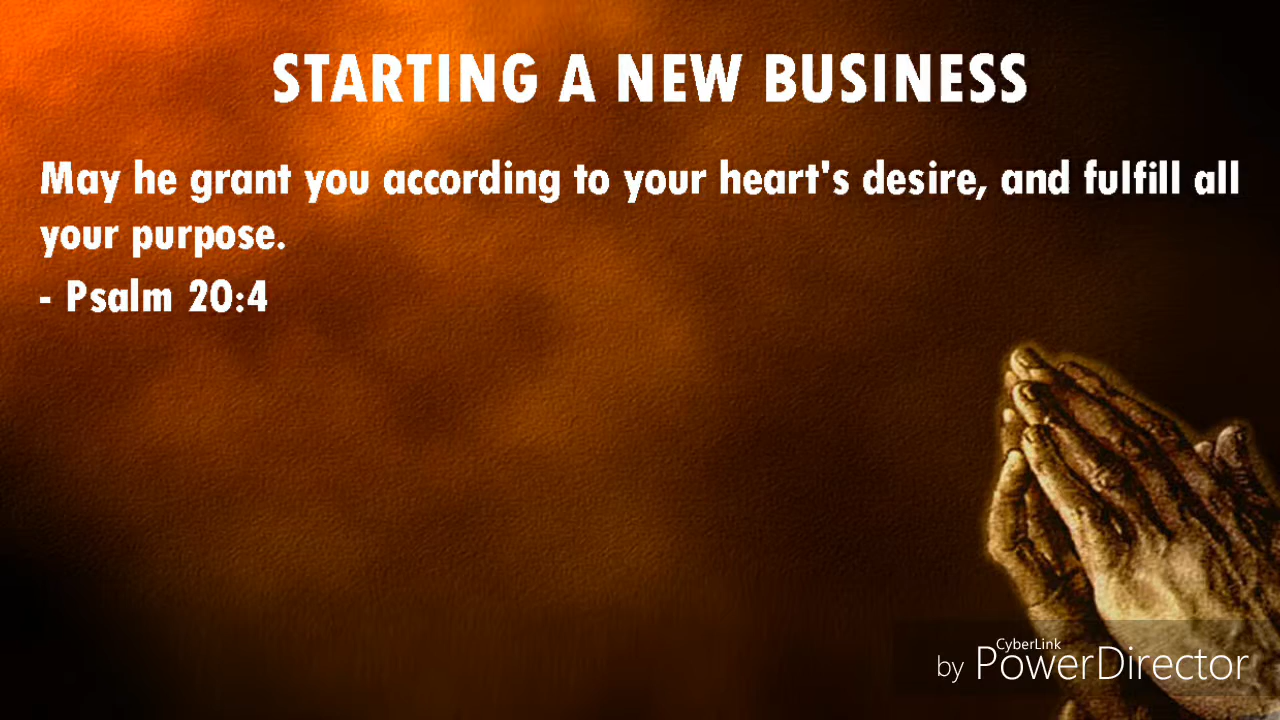 STARTING A NEW BUSINESS
May he grant you according to your heart's desire, and fulfill all
your purpose.
- Psalm 20:4
CyberLink
by PowerDirector